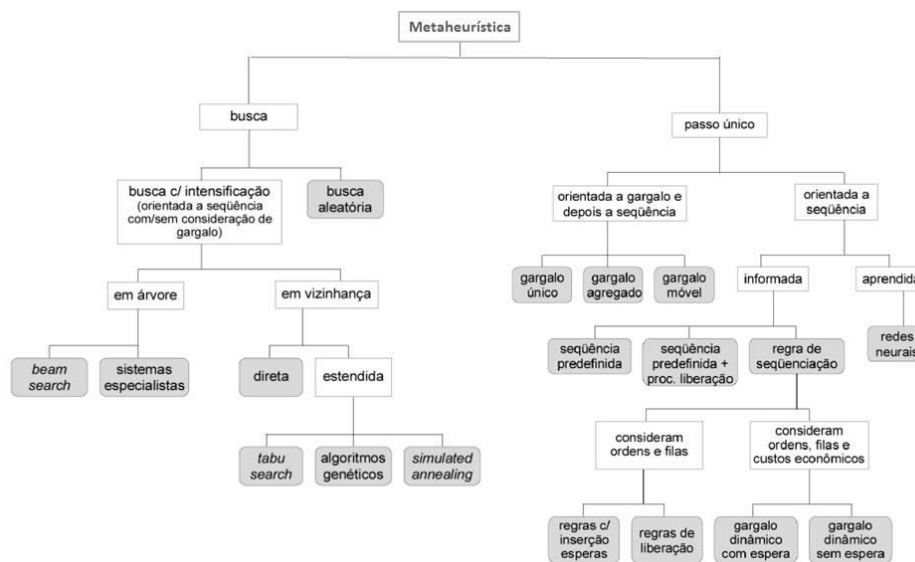 Metaheurística
busca
passo único
busca c/ intensificação
(orientada a seqüência
com/sem consideração de
gargalo)
busca
aleatória
orientada a gargalo e
depois a seqüência
orientada a
seqüência
em árvore
em vizinhança
gargalo
único
gargalo
agregado
gargalo
móvel
informada
aprendida
beam
search
sistemas
especialistas
direta
estendida
seqüência
predefinida
seqüência
predefinida +
proc. liberação
regra de
seqüenciação
redes
neurais
tabu
search
algoritmos
genéticos
simulated
annealing
consideram
ordens e filas
consideram
ordens, filas e
custos econômicos
regras c/
inserção
esperas
regras de
liberação
gargalo
dinâmico
com espera
gargalo
dinâmico
sem espera